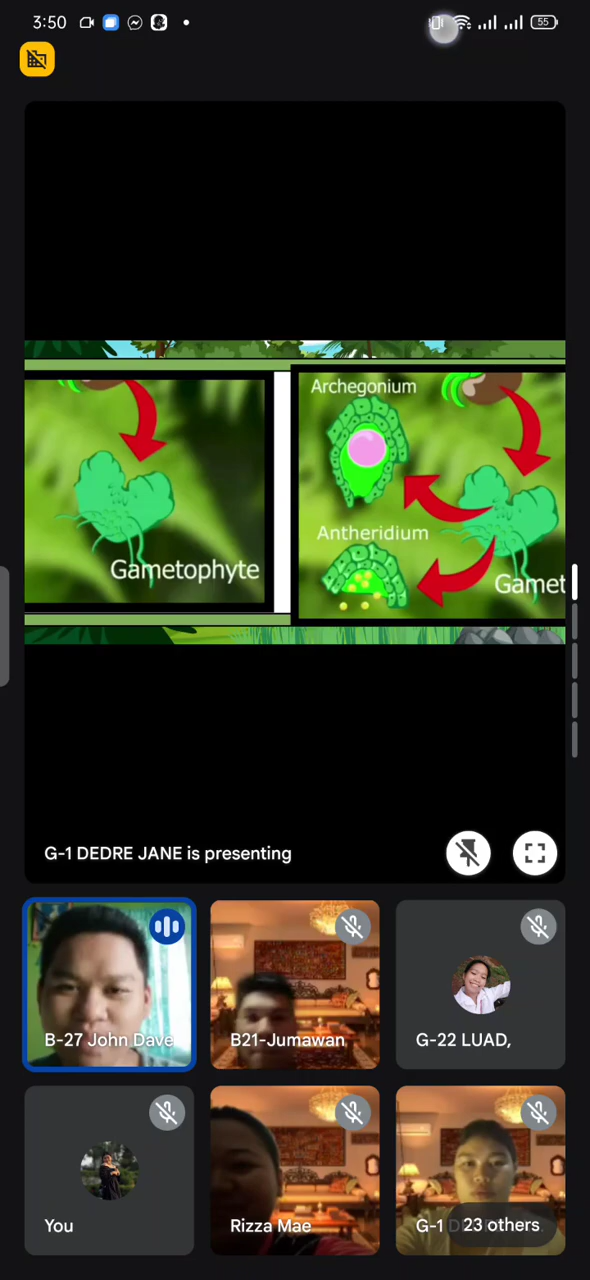 3:50
55
Archegonium
Antheridium
Gametophyte
Gamet
G-1 DEDRE JANE is presenting
B-27 John Dave
B21-Jumawan
G-22 LUAD,
You
Rizza Mae
G-1 D
23 others